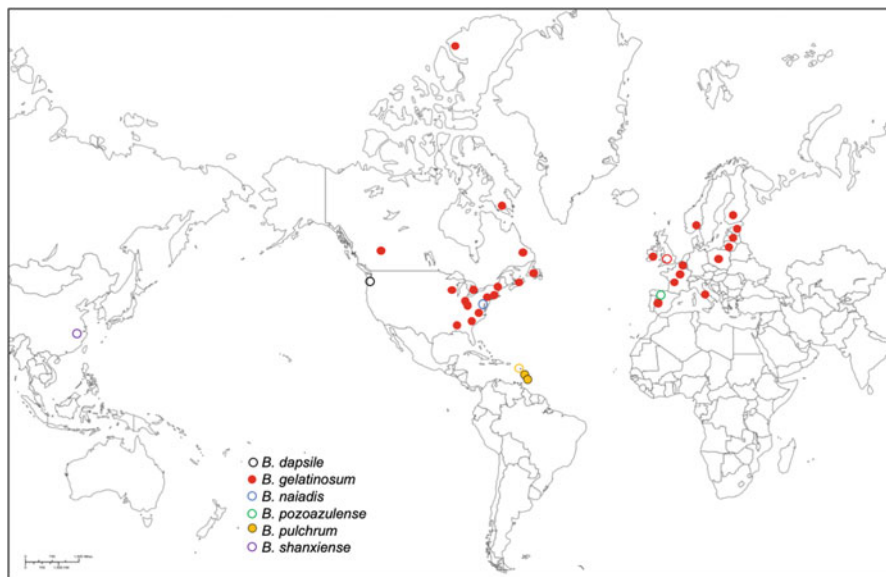 B. dapsile
B. gelatinosum
B. naiadis
B. pozoazulense
B. pulchrum
B. shanxiense